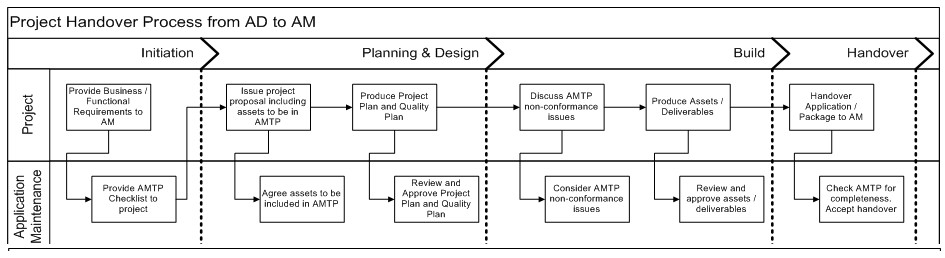 Project Handover Process from AD to AM
Initiation
Planning & Design
Build
Handover
Project
Provide Business /
Functional
Requirements to
AM
Issue project
proposal including
assets to be in
AMTP
Produce Project
Plan and Quality
Plan
Discuss AMTP
non-conformance
issues
Produce Assets /
Deliverables
Handover
Application /
Package to AM
Application
Maintenance
Provide AMTP
Checklist to
project
Agree assets to be
included in AMTP
Review and
Approve Project
Plan and Quality
Plan
Consider AMTP
non-conformance
issues
Review and
approve assets /
deliverables
Check AMTP for
completeness.
Accept handover